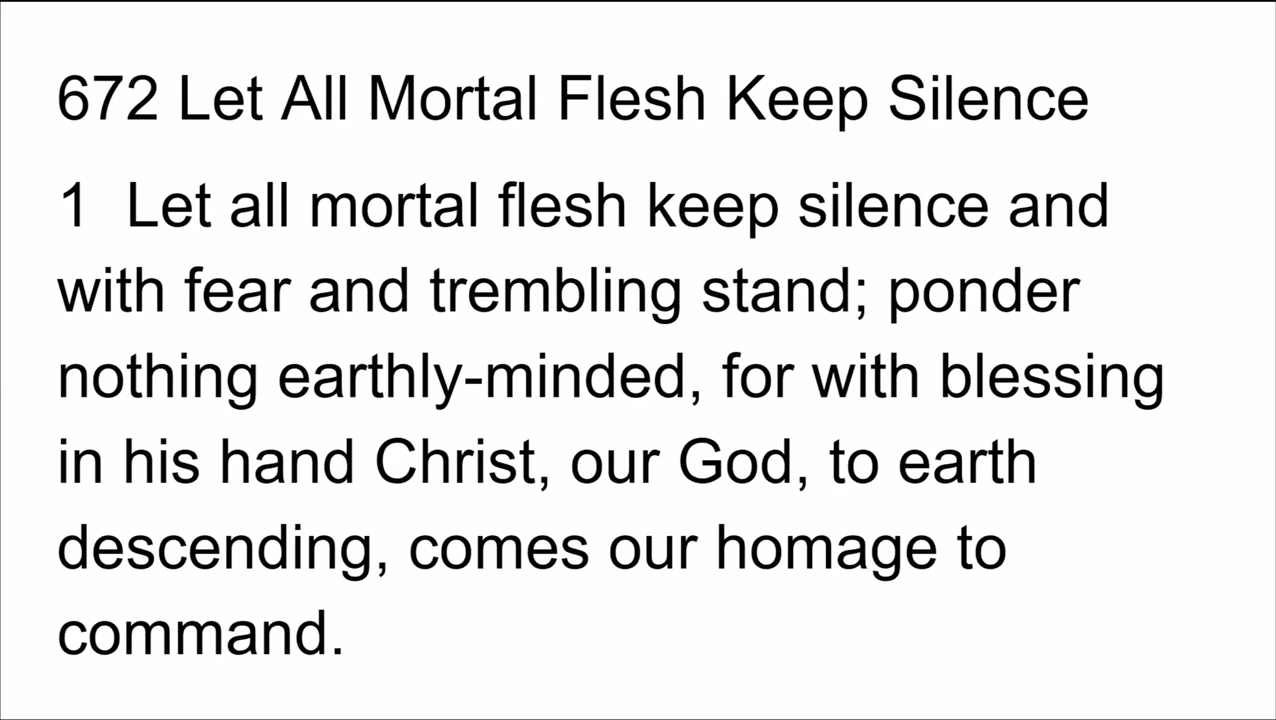 672 Let All Mortal Flesh Keep Silence
1 Let all mortal flesh keep silence and
with fear and trembling stand; ponder
nothing earthly-minded, for with blessing
in his hand Christ, our God, to earth
descending, comes our homage to
command.